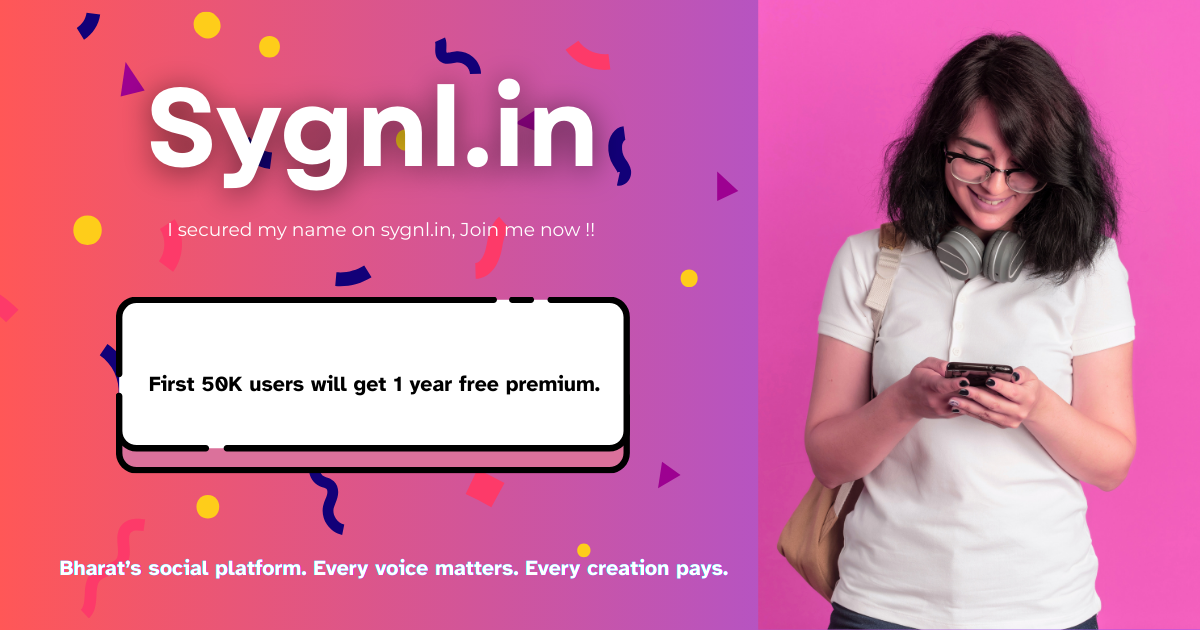 Sygnl.in
I secured my name on sygnl.in, Join me now !!
First 50K users will get 1 year free premium.
Bharat's social platform. Every voice matters. Every creation pays.